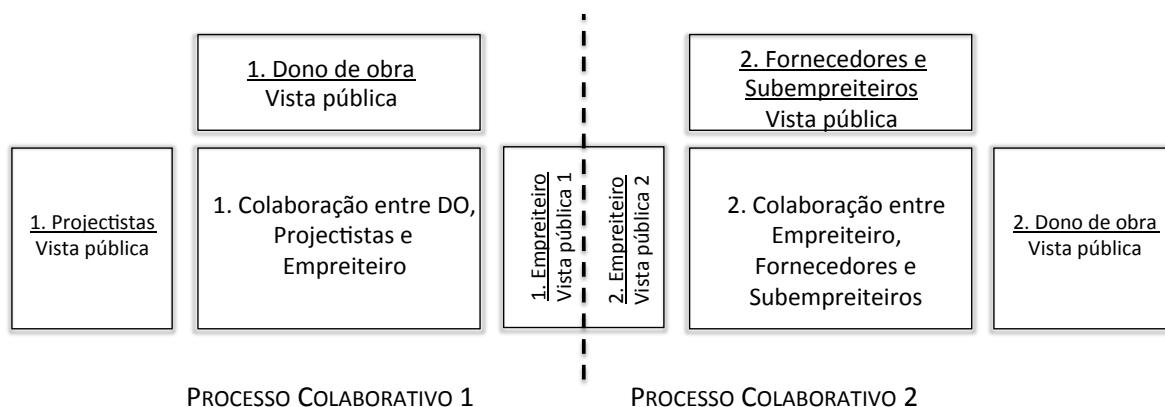 1. Dono de obra
Vista pública
2. Fornecedores e
Subempreiteiros
Vista pública
1. Projectistas
Vista pública
1. Colaboração entre DO,
Projectistas e
Empreiteiro
1. Empreiteiro
Vista pública 1
2. Empreiteiro
Vista pública 2
2. Colaboração entre
Empreiteiro,
Fornecedores e
Subempreiteiros
2. Dono de obra
Vista pública
PROCESSO COLABORATIVO 1
PROCESSO COLABORATIVO 2